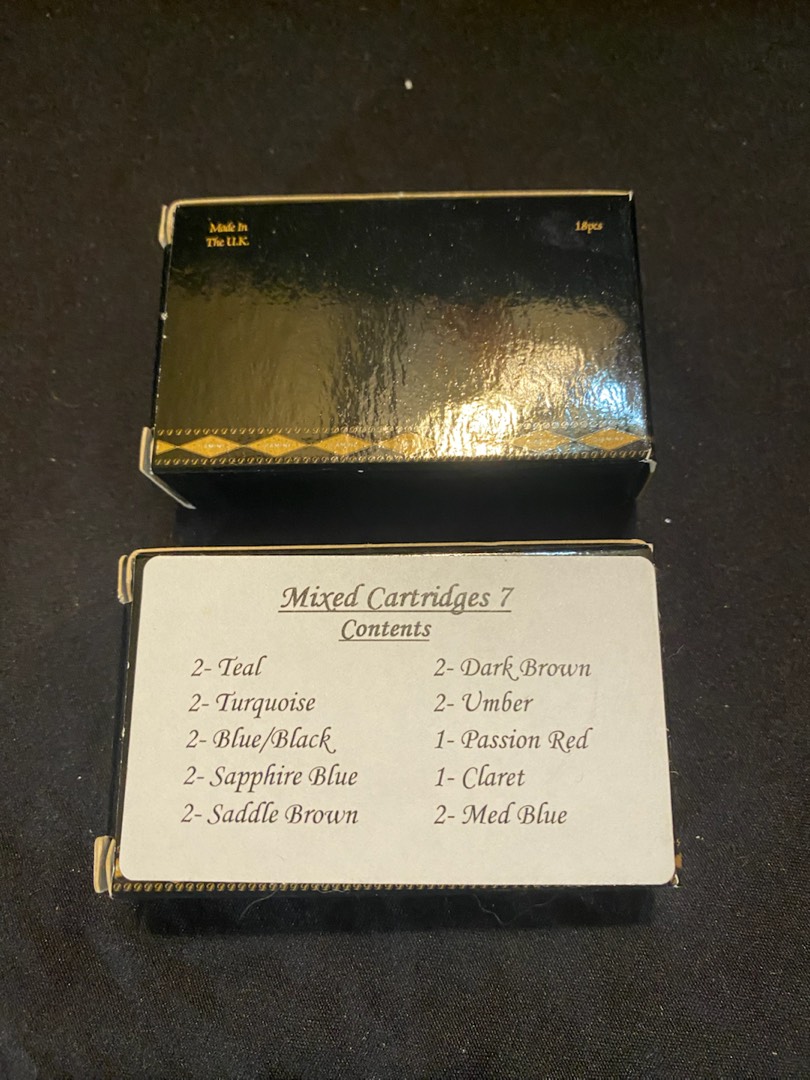 Made In
The U.K.
18pcs
Mixed Cartridges 7
Contents
2- Teal
2- Turquoise
2- Blue/Black
2- Sapphire Blue
2- Saddle Brown
2- Dark Brown
2- Umber
1- Passion Red
1- Claret
2- Med Blue